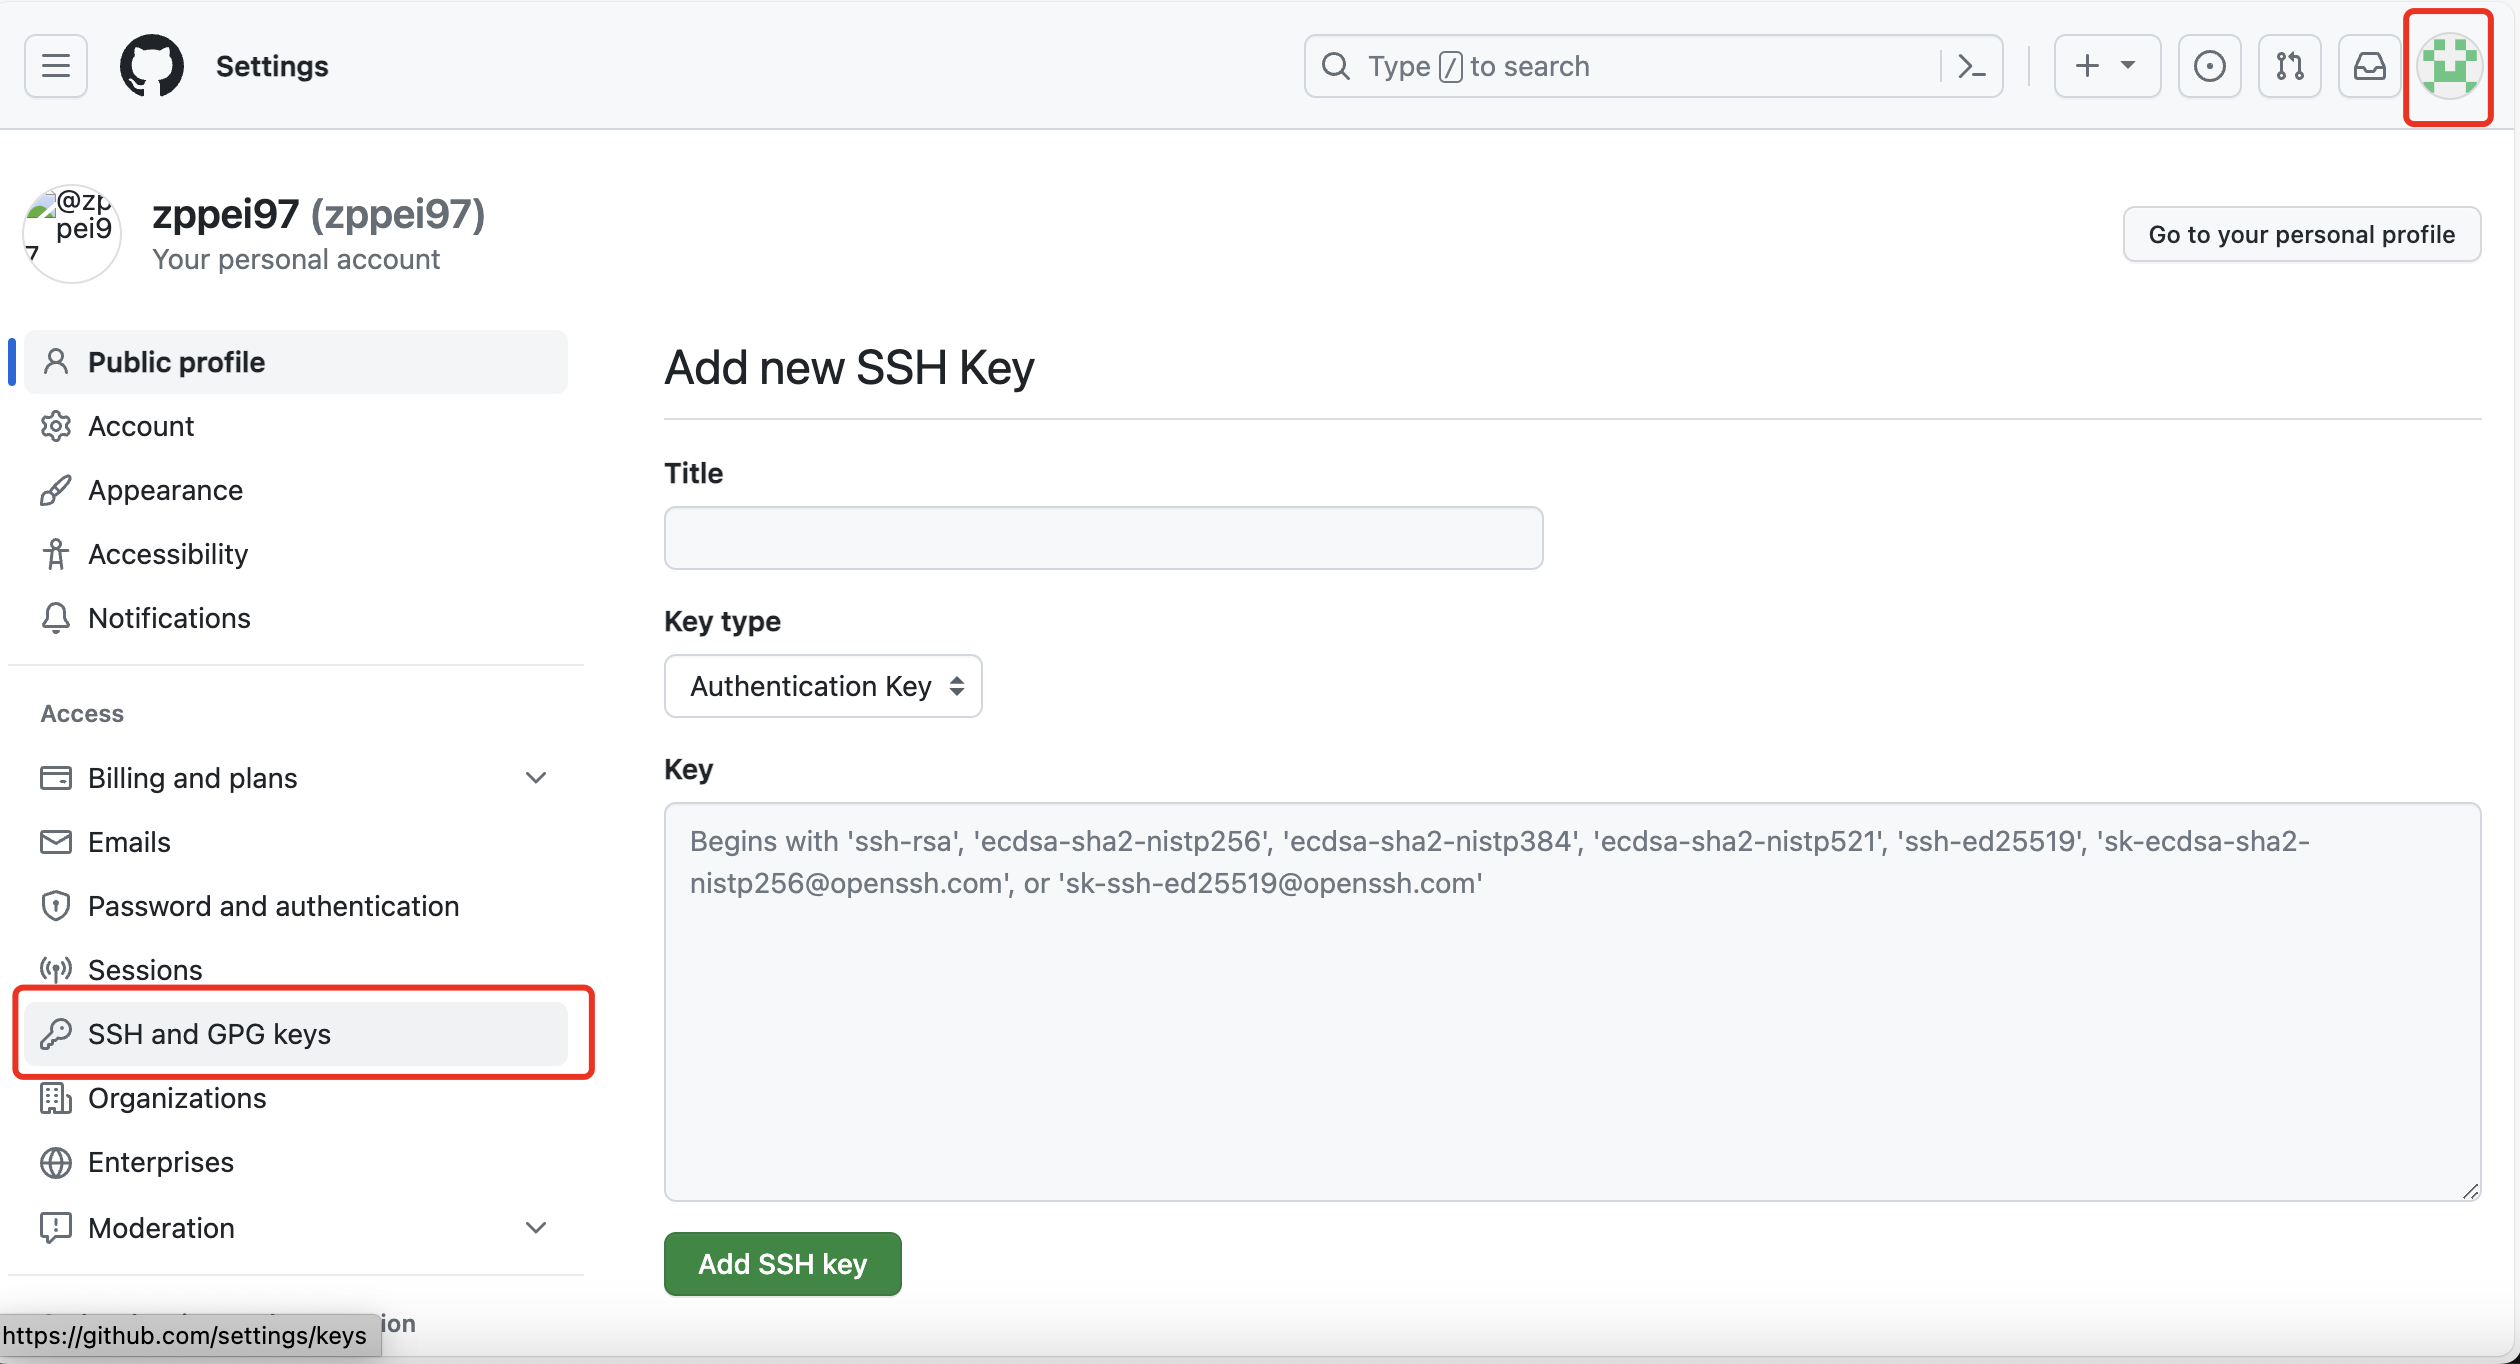 Settings
Type / to search
@zp
pei9
7
zppei97 (zppei97)
Your personal account
Go to your personal profile
Public profile
Account
Appearance
Accessibility
Notifications
Access
Billing and plans
Emails
Password and authentication
Sessions
SSH and GPG keys
Organizations
Enterprises
Moderation
ion
https://github.com/settings/keys
Add new SSH Key
Title
Key type
Authentication Key
Key
Begins with 'ssh-rsa', 'ecdsa-sha2-nistp256', 'ecdsa-sha2-nistp384', 'ecdsa-sha2-nistp521', 'ssh-ed25519', 'sk-ecdsa-sha2-
nistp256@openssh.com', or 'sk-ssh-ed25519@openssh.com'
Add SSH key